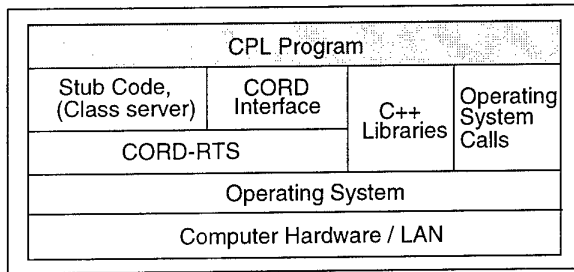 CPL Program
Stub Code,
(Class server)
CORD
Interface
C++
Libraries
Operating
System
Calls
CORD-RTS
Operating System
Computer Hardware / LAN